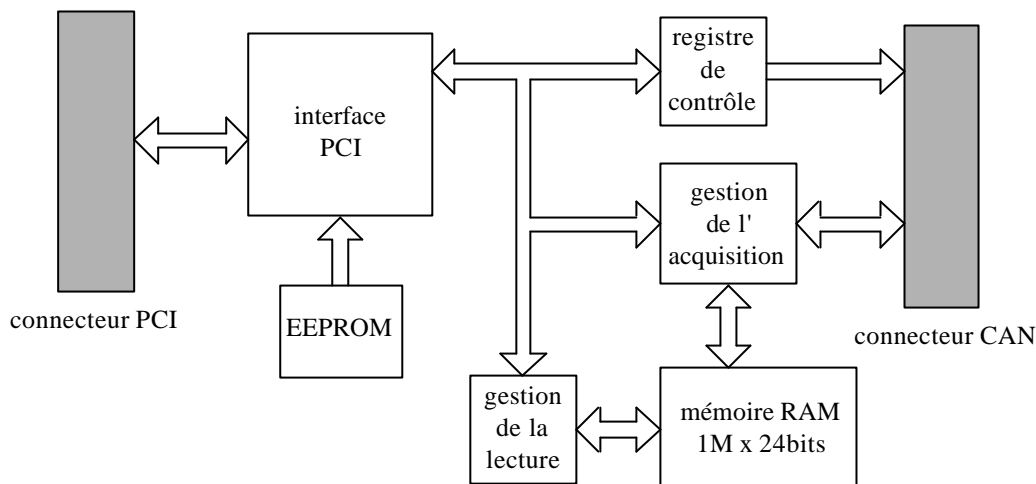 registre
de
contrôle
interface
PCI
gestion
de l'
acquisition
connecteur PCI
EEPROM
connecteur CAN
gestion
de la
lecture
mémoire RAM
1M x 24bits